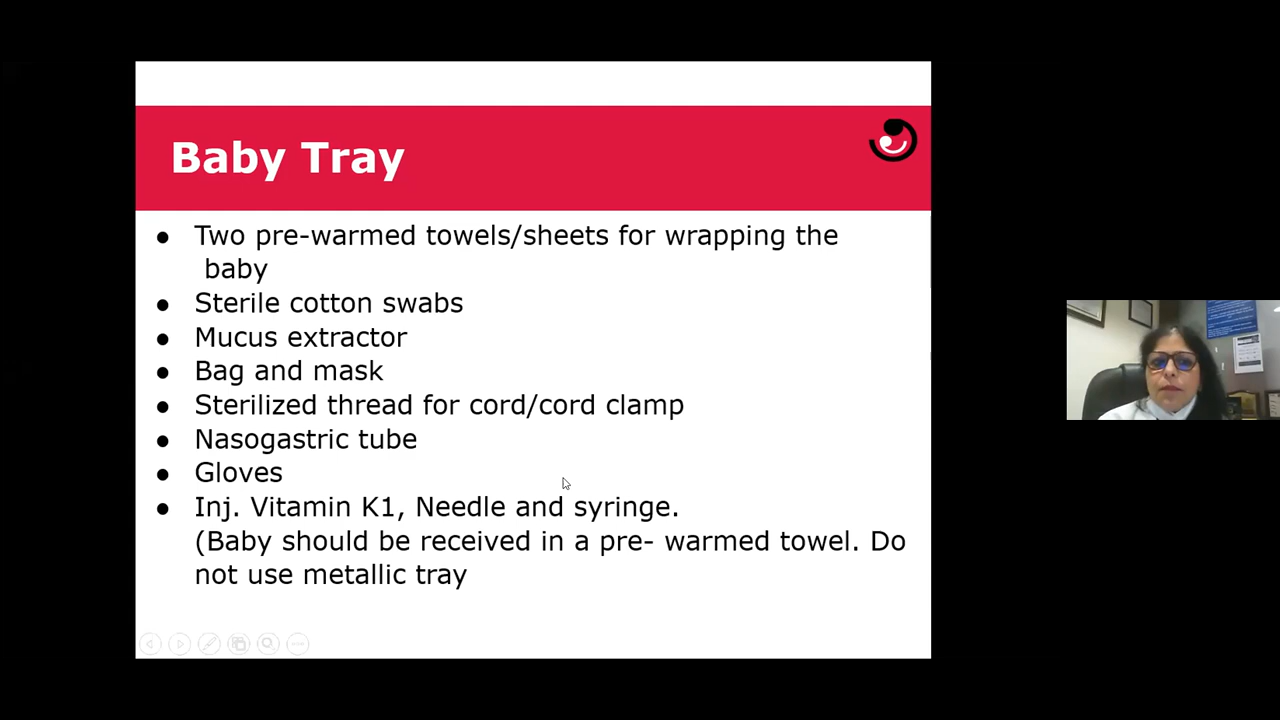 Baby Tray
● Two pre-warmed towels/sheets for wrapping the
baby
● Sterile cotton swabs
● Mucus extractor
● Bag and mask
● Sterilized thread for cord/cord clamp
● Nasogastric tube
● Gloves
● Inj. Vitamin K1, Needle and syringe.
(Baby should be received in a pre- warmed towel. Do
not use metallic tray